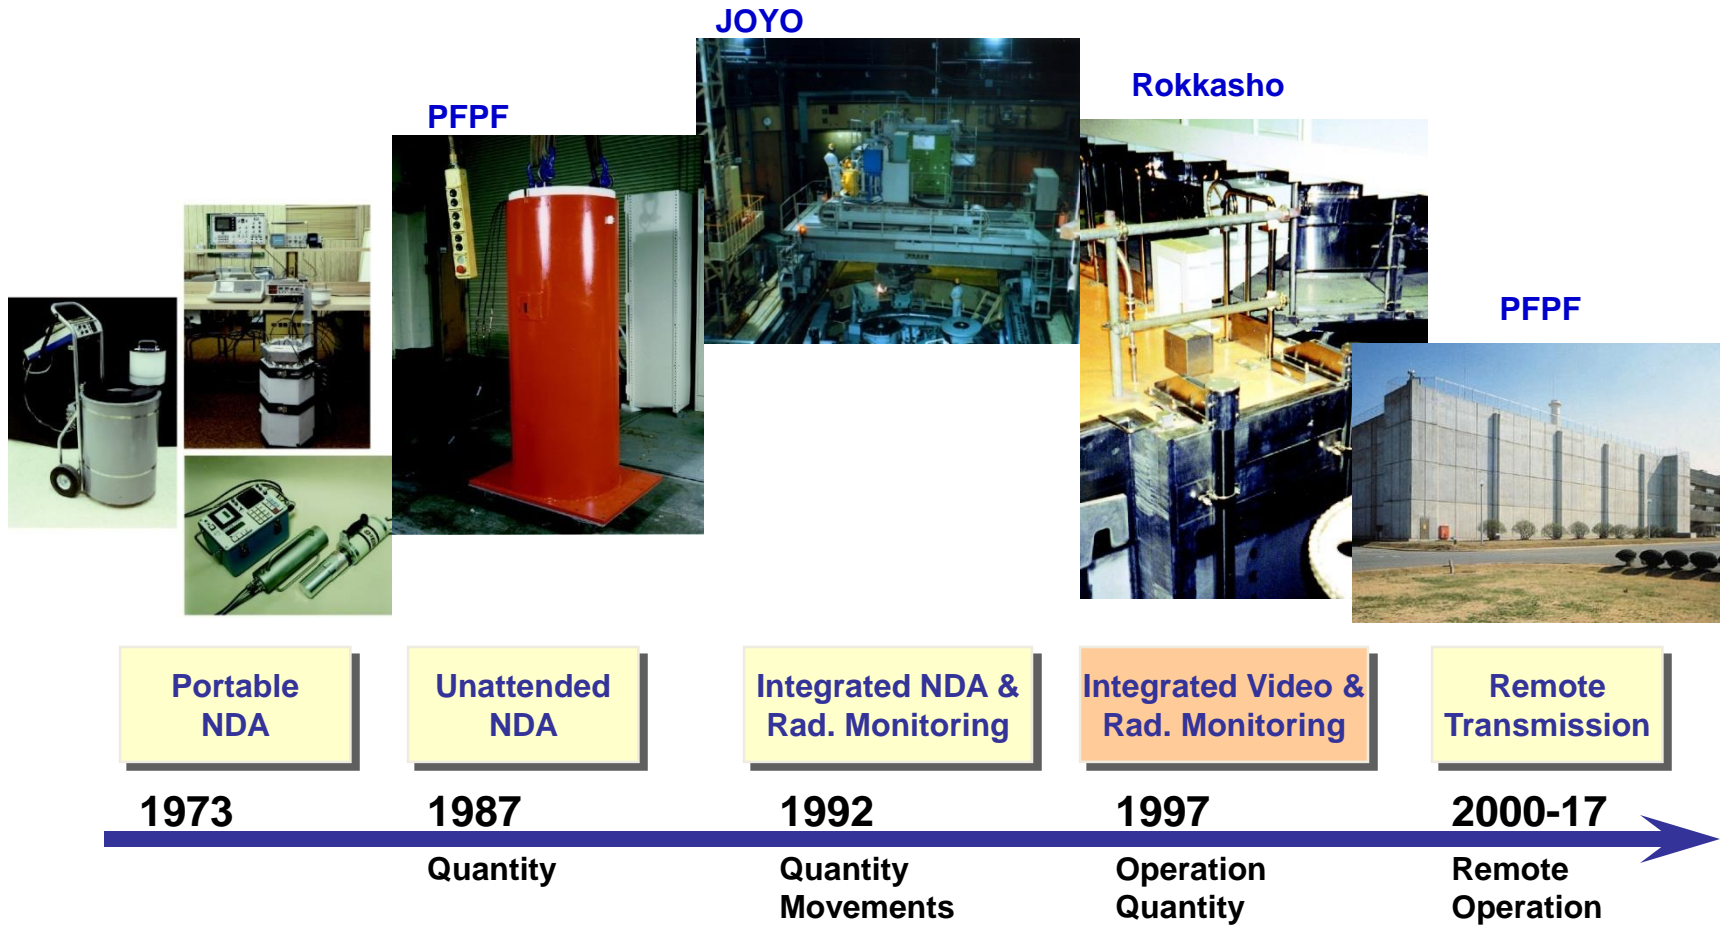 JOYO
Rokkasho
PFPF
PFPF
Portable
NDA
Unattended
NDA
Integrated NDA &
Rad. Monitoring
Integrated Video &
Rad. Monitoring
Remote
Transmission
1973
1987
1992
1997
2000-17
Quantity
Quantity
Movements
Operation
Quantity
Remote
Operation